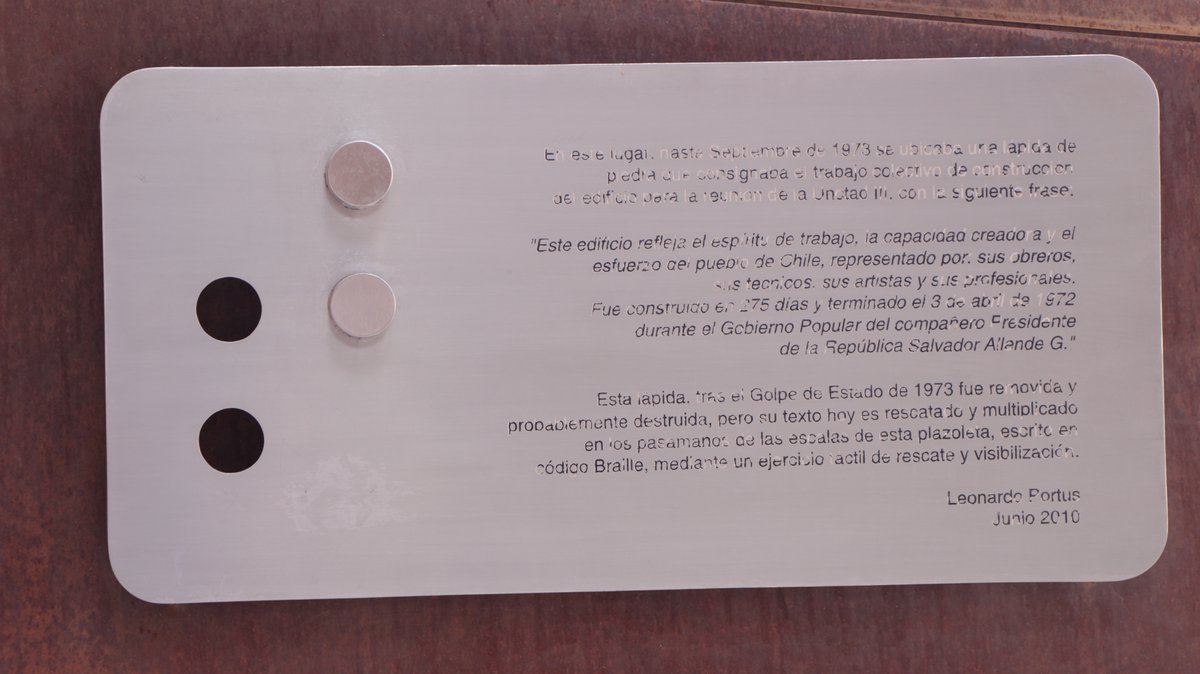 En este lugar, hasta Septiembre de 1973 se ubicaba una lápida de
piedra que consignaba el trabajo colectivo de construcción
del edificio para la reunión de la Unctad III, con la siguiente frase:
"Este edificio refleja el espíritu de trabajo, la capacidad creadora y el
esfuerzo del pueblo de Chile, representado por: sus obreros,
sus tecnicos, sus artistas y sus profesionales.
Fue construido en 275 días y terminado el 3 de abril de 1972
durante el Gobierno Popular del compañero Presidente
de la República Salvador Allende G."
Esta lápida, tras el Golpe de Estado de 1973 fue removida y
probablemente destruida, pero su texto hoy es rescatado y multiplicado
en los pasamanos de las escalas de esta plazoleta, escrito en
código Braille, mediante un ejercicio táctil de rescate y visibilización.
Leonardo Portus
Junio 2010